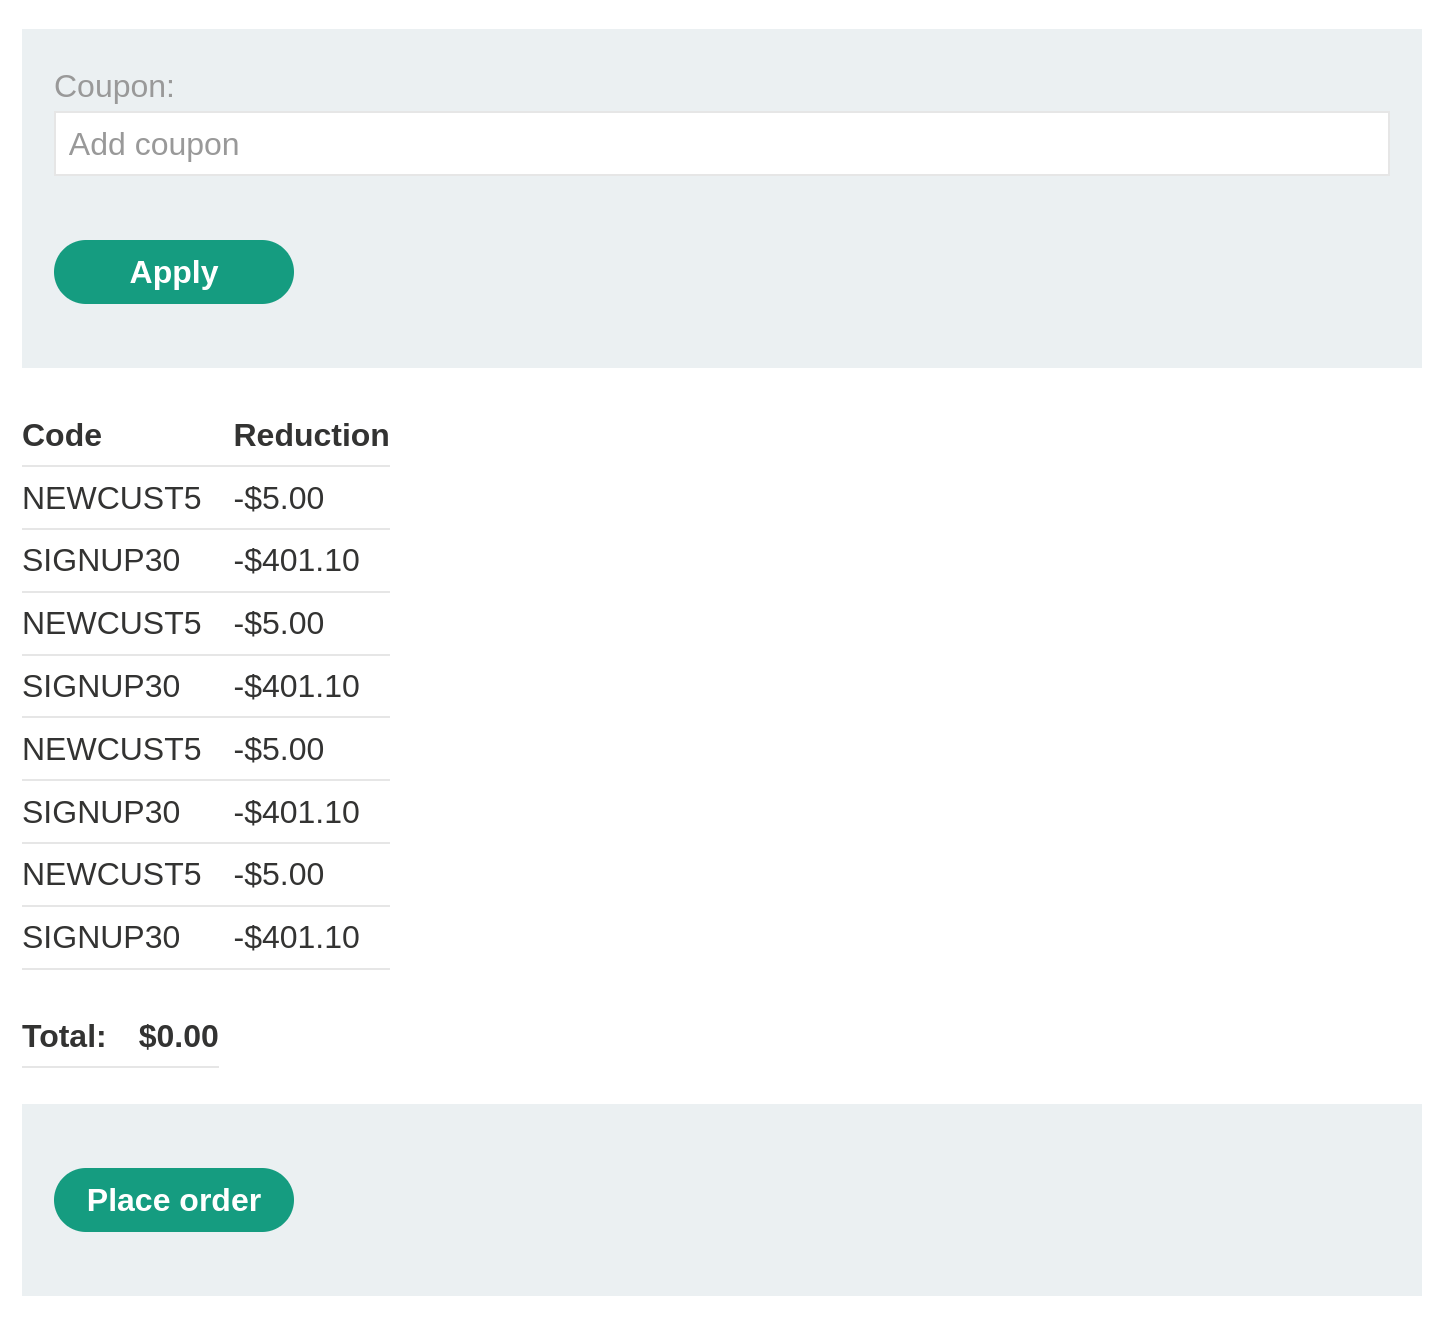 Coupon:
Add coupon
Apply
Code Reduction
NEWCUST5 -$5.00
SIGNUP30 -$401.10
NEWCUST5 -$5.00
SIGNUP30 -$401.10
NEWCUST5 -$5.00
SIGNUP30 -$401.10
NEWCUST5 -$5.00
SIGNUP30 -$401.10
Total: $0.00
Place order